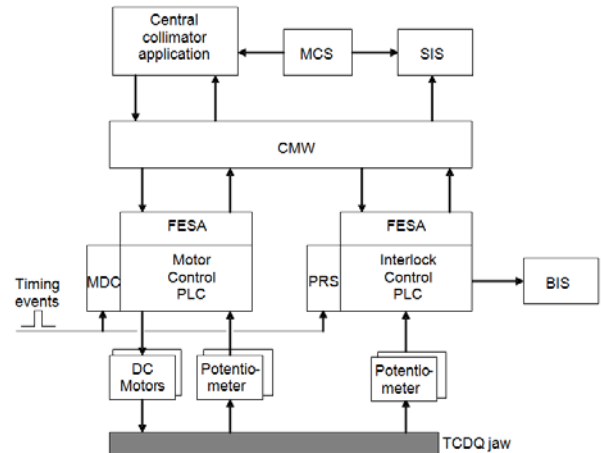 Central
collimator
application
MCS
SIS
CMW
FESA
FESA
MDC
Motor
Control
PLC
PRS
Interlock
Control
PLC
BIS
Timing
events
DC
Motors
Potentio-
meter
Potentio-
meter
TCDQ jaw